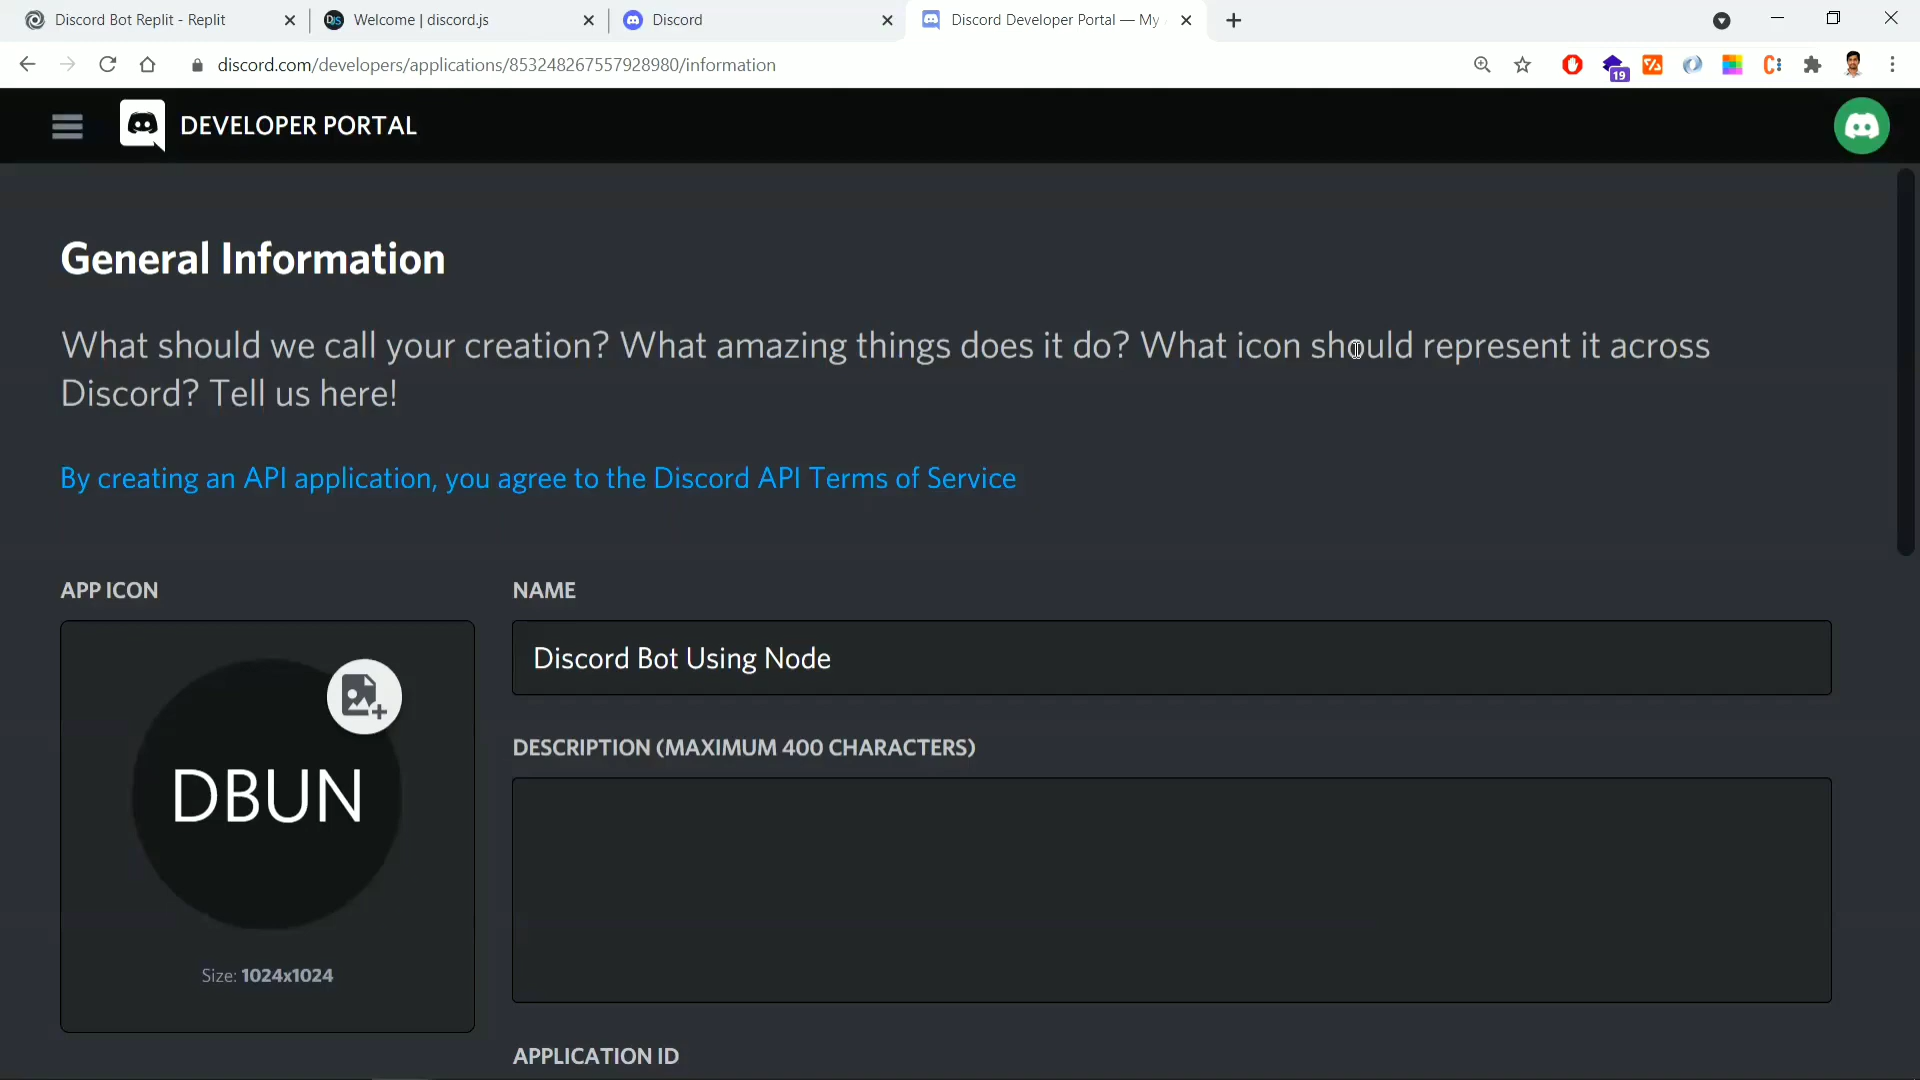 Discord Bot Replit - Replit
Welcome | discord.js
Discord
Discord Developer Portal — My
discord.com/developers/applications/853248267557928980/information
19
DEVELOPER PORTAL
General Information
What should we call your creation? What amazing things does it do? What icon should represent it across
Discord? Tell us here!
By creating an API application, you agree to the Discord API Terms of Service
APP ICON
NAME
Discord Bot Using Node
DESCRIPTION (MAXIMUM 400 CHARACTERS)
DBUN
Size: 1024x1024
APPLICATION ID